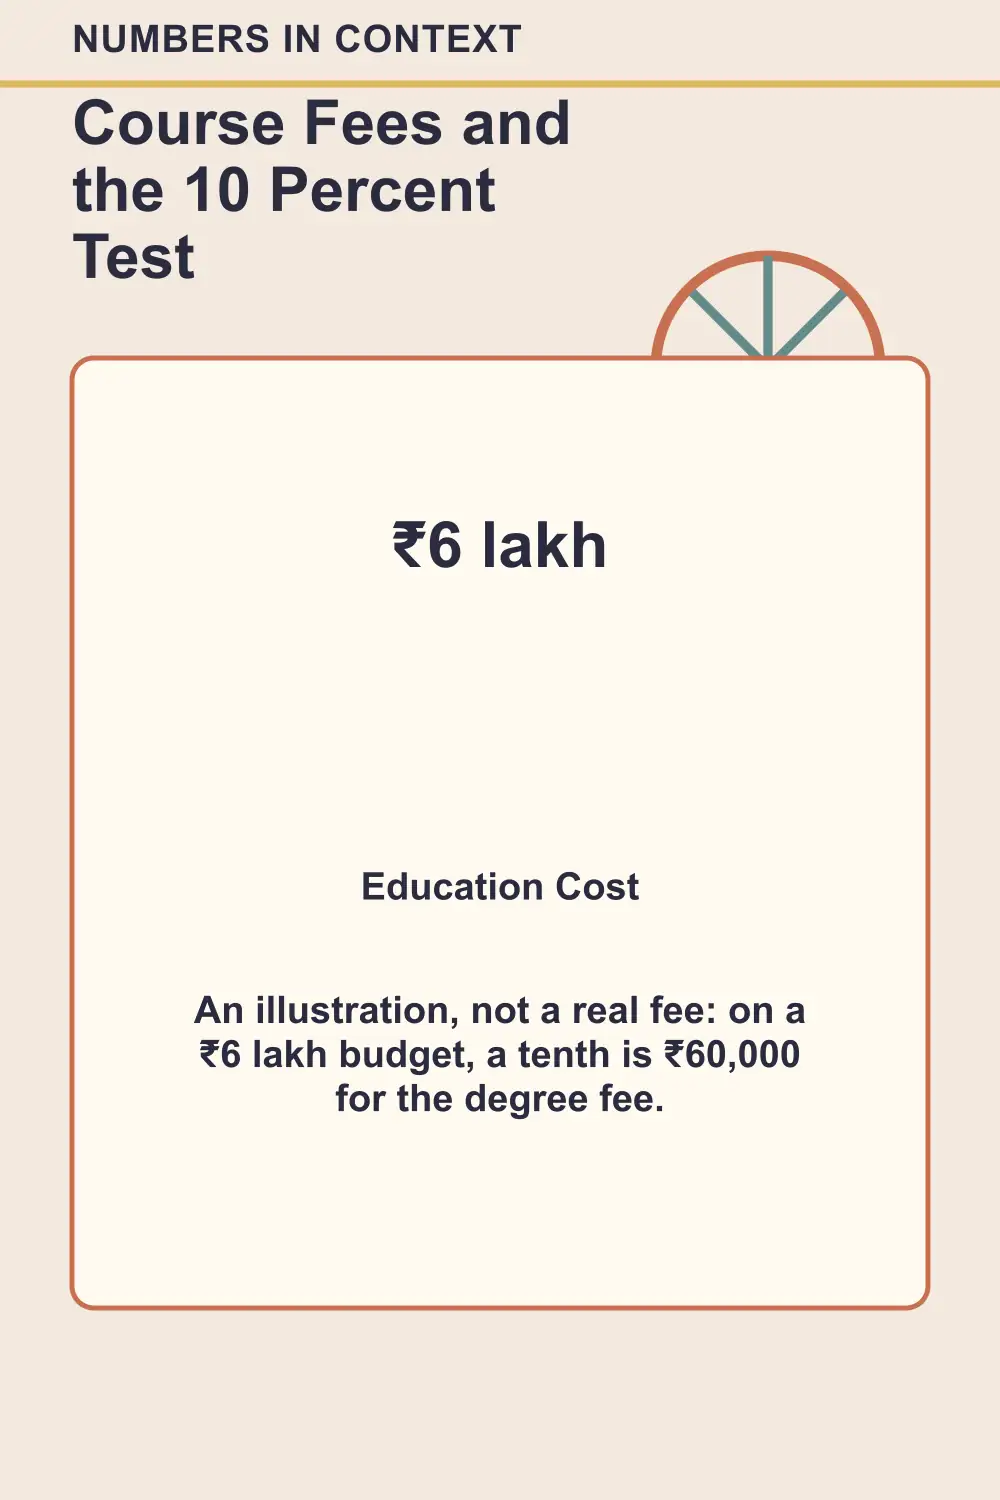 NUMBERS IN CONTEXT
Course Fees and
the 10 Percent
Test
₹6 lakh
Education Cost
An illustration, not a real fee: on a
₹6 lakh budget, a tenth is ₹60,000
for the degree fee.